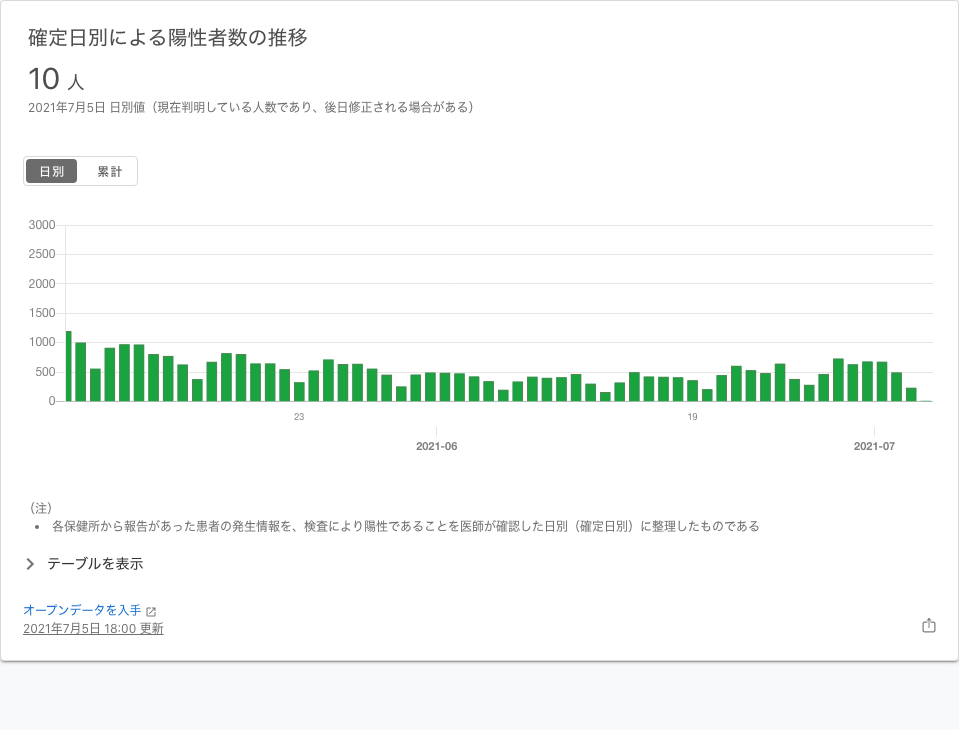 確定日別による陽性者数の推移
10 人
2021年7月5日 日別値（現在判明している人数であり、後日修正される場合がある）
日別 累計
3000
2500
2000
1500
1000
500
0
23 19
2021-06 2021-07
（注）
• 各保健所から報告があった患者の発生情報を、検査により陽性であることを医師が確認した日別（確定日別）に整理したものである
テーブルを表示
オープンデータを入手
2021年7月5日 18:00 更新